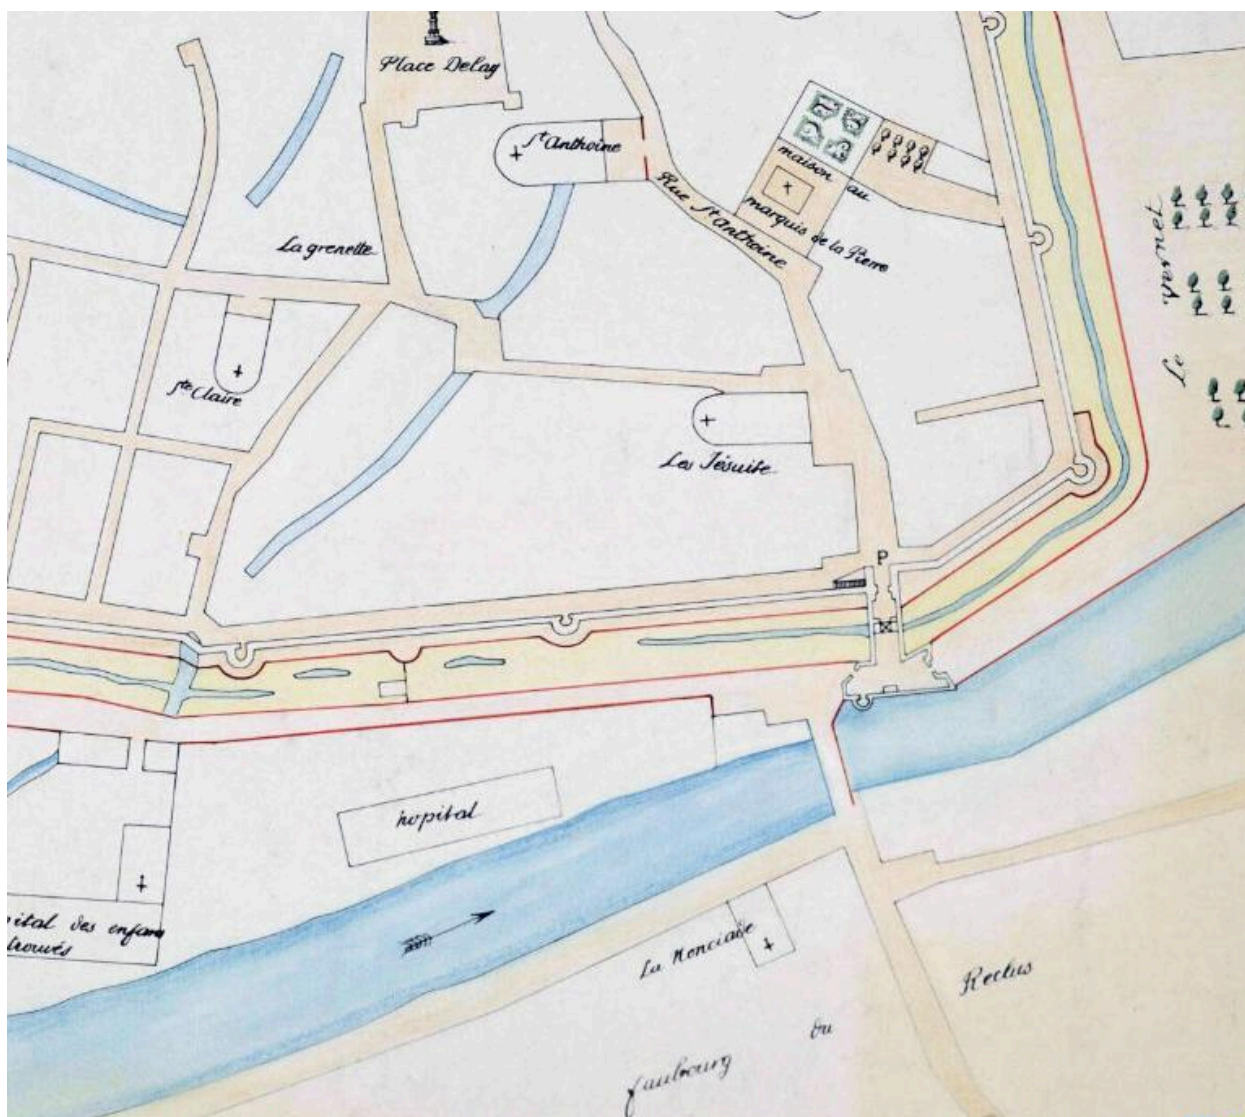 Place Delay
St Anthoine
maison au
marquis de la Pierre
Rue St Anthoine
La grenette
Ste Claire
Les Jésuite
P
Le
Vernet
hopital
ital des enfans
trouvés
La Nonciade
Reclus
faubourg du